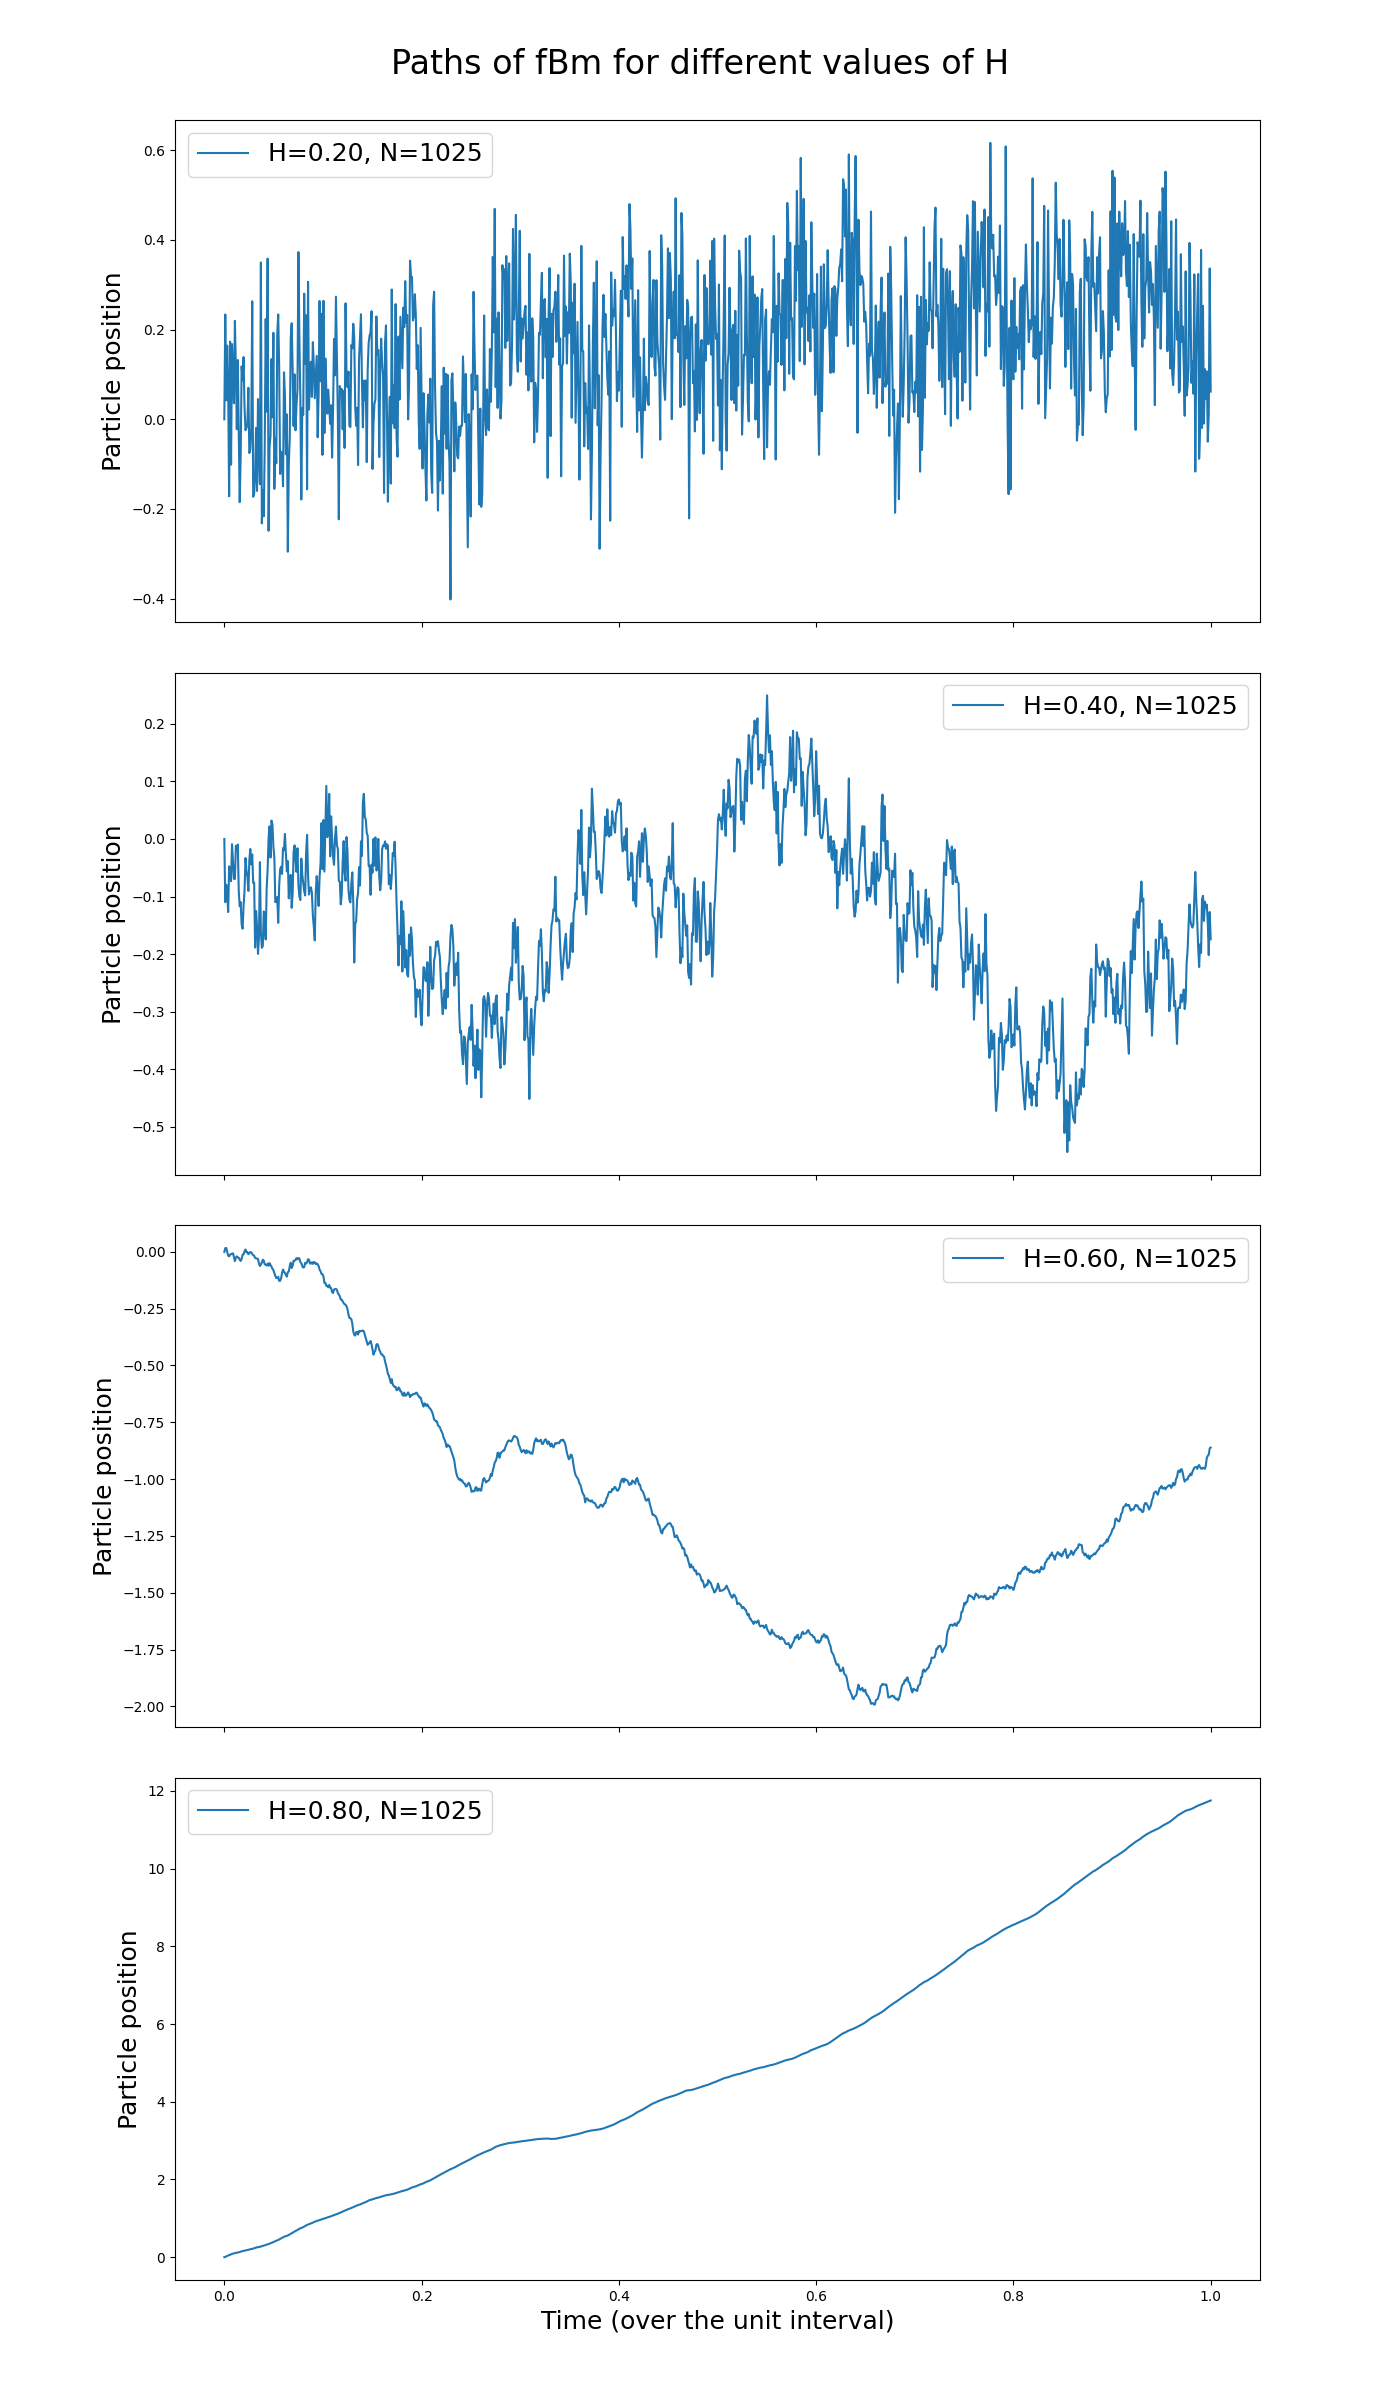 Paths of fBm for different values of H
H=0.20, N=1025
Particle position
0.6
0.4
0.2
0.0
−0.2
−0.4
H=0.40, N=1025
Particle position
0.2
0.1
0.0
−0.1
−0.2
−0.3
−0.4
−0.5
H=0.60, N=1025
Particle position
0.00
−0.25
−0.50
−0.75
−1.00
−1.25
−1.50
−1.75
−2.00
H=0.80, N=1025
Particle position
12
10
8
6
4
2
0
0.0 0.2 0.4 0.6 0.8 1.0
Time (over the unit interval)